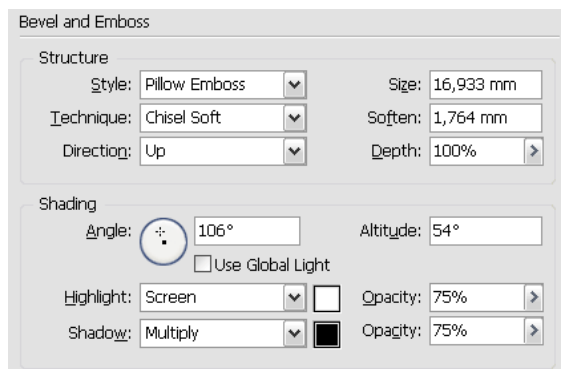 Bevel and Emboss
Structure
Style: Pillow Emboss Size: 16,933 mm
Technique: Chisel Soft Soften: 1,764 mm
Direction: Up Depth: 100%
Shading
Angle: 106° Altitude: 54°
Use Global Light
Highlight: Screen Opacity: 75%
Shadow: Multiply Opacity: 75%